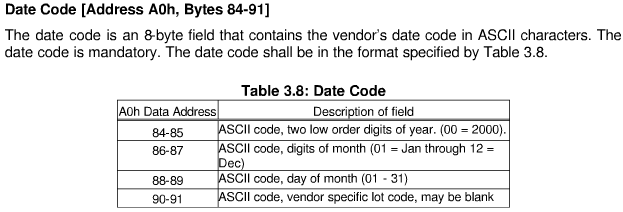 Date Code [Address A0h, Bytes 84-91]
The date code is an 8-byte field that contains the vendor's date code in ASCII characters. The
date code is mandatory. The date code shall be in the format specified by Table 3.8.
Table 3.8: Date Code
A0h Data Address Description of field
84-85 ASCII code, two low order digits of year. (00 = 2000).
86-87 ASCII code, digits of month (01 = Jan through 12 =
Dec)
88-89 ASCII code, day of month (01 - 31)
90-91 ASCII code, vendor specific lot code, may be blank